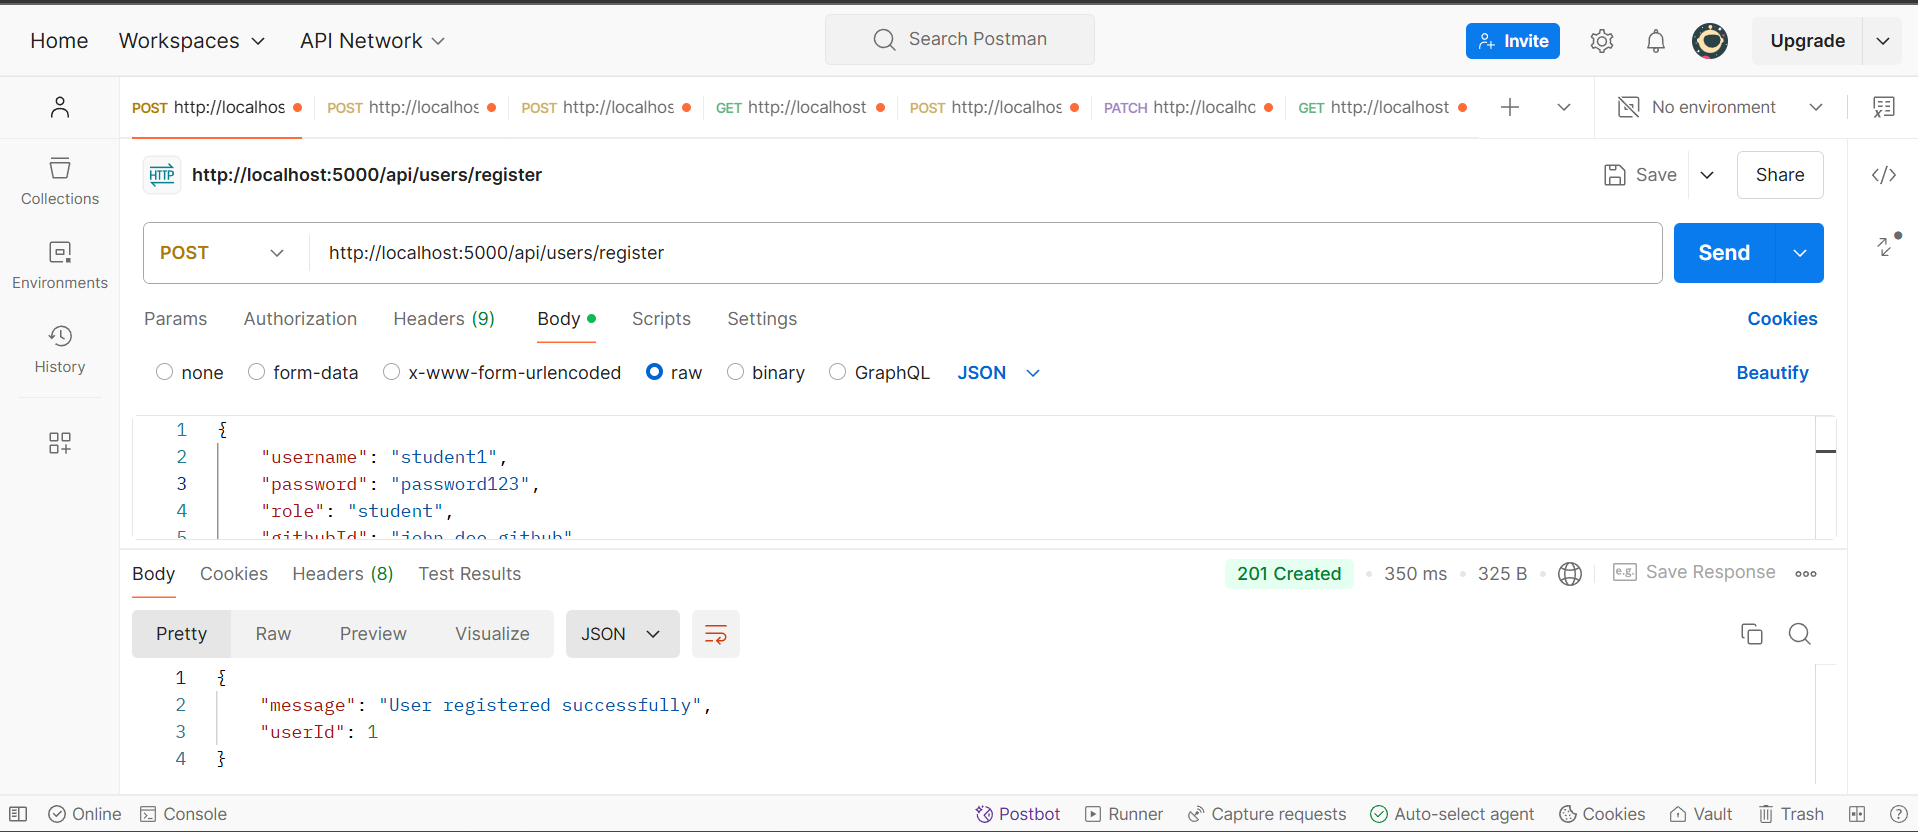 Home Workspaces API Network Search Postman Invite Upgrade
POST http://localhos POST http://localhos POST http://localhos GET http://localhost POST http://localhos PATCH http://localhc GET http://localhost No environment
HTTP http://localhost:5000/api/users/register Save Share
Collections
POST http://localhost:5000/api/users/register Send
Environments
Params Authorization Headers (9) Body Scripts Settings Cookies
History
none form-data x-www-form-urlencoded raw binary GraphQL JSON Beautify
1 {
2 "username": "student1",
3 "password": "password123",
4 "role": "student",
5 "githubId": "john_doe_github"
Body Cookies Headers (8) Test Results 201 Created 350 ms 325 B e.g. Save Response
Pretty Raw Preview Visualize JSON
1 {
2 "message": "User registered successfully",
3 "userId": 1
4 }
Online Console Postbot Runner Capture requests Auto-select agent Cookies Vault Trash